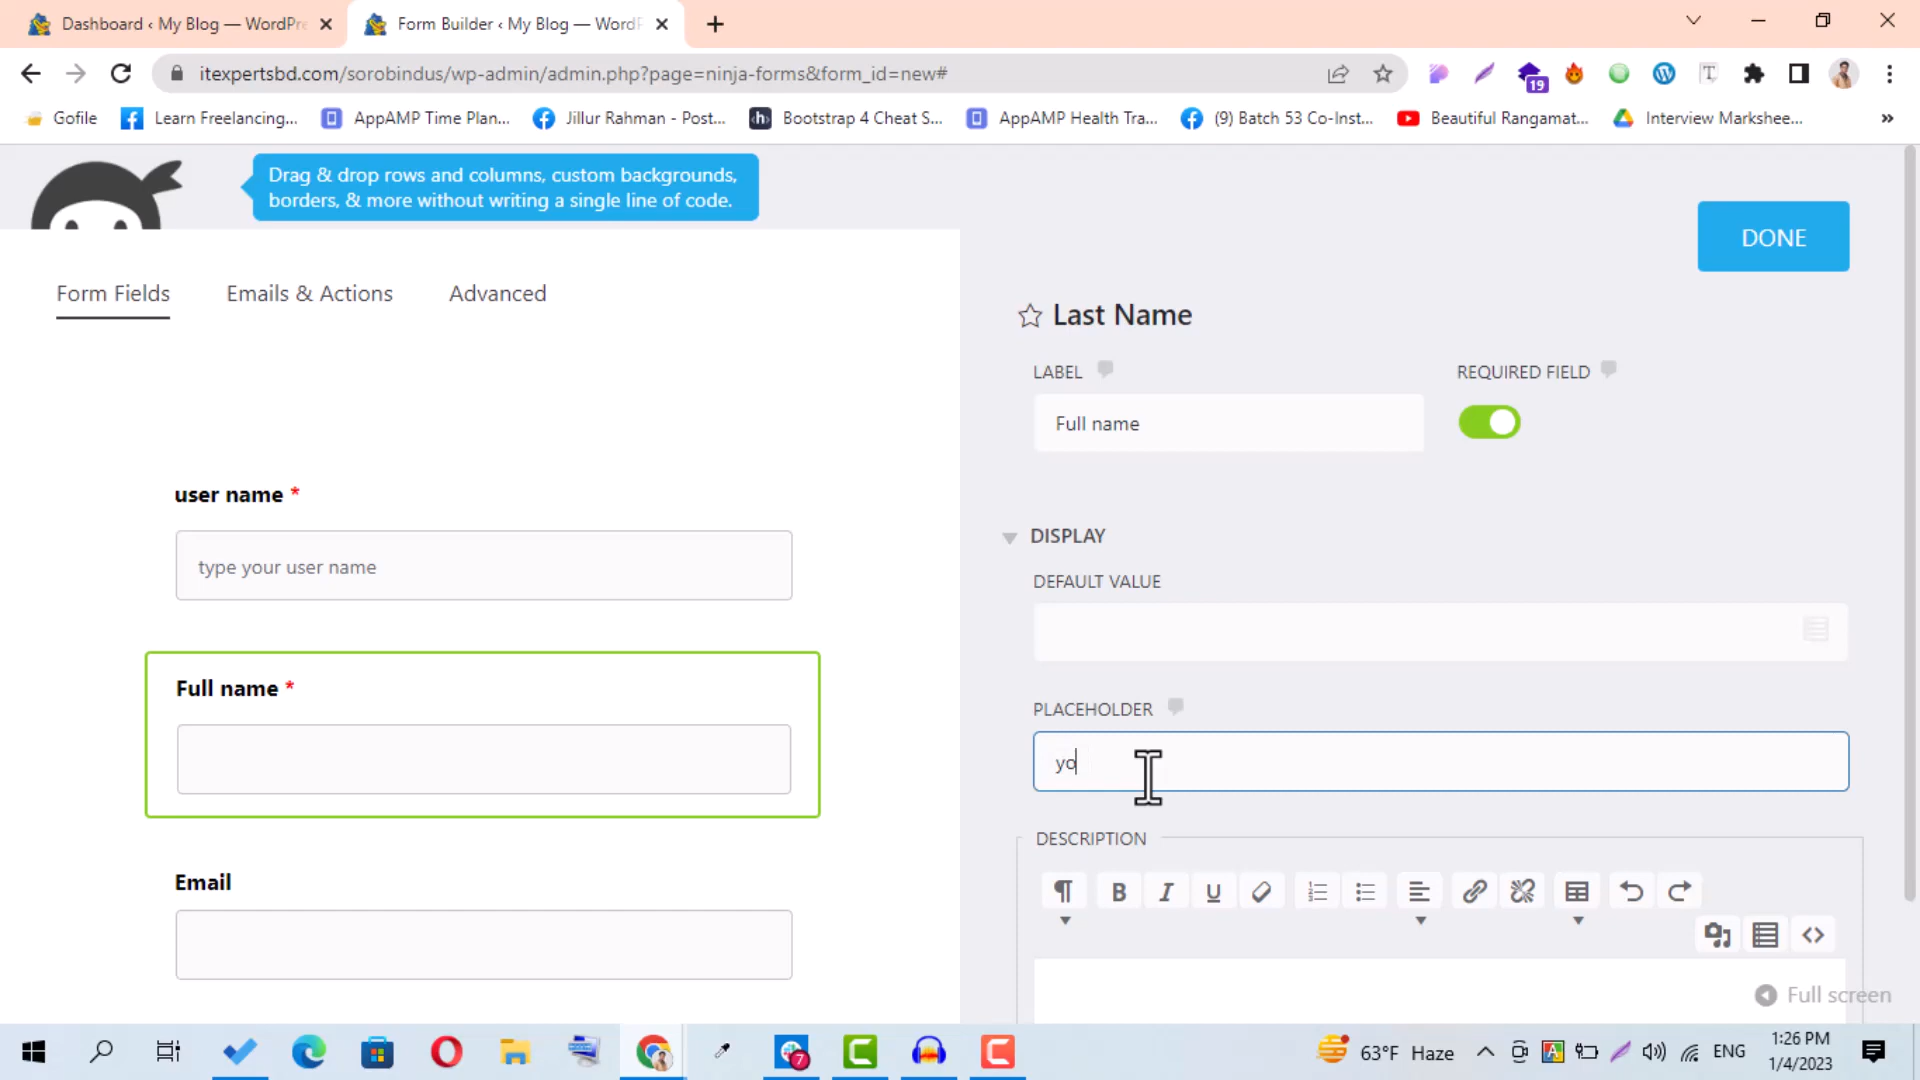 Dashboard ‹ My Blog — WordPre
Form Builder ‹ My Blog — WordP
itexpertsbd.com/sorobindus/wp-admin/admin.php?page=ninja-forms&form_id=new#
19
Gofile
Learn Freelancing...
AppAMP Time Plan...
Jillur Rahman - Post...
Bootstrap 4 Cheat S...
AppAMP Health Tra...
(9) Batch 53 Co-Inst...
Beautiful Rangamat...
Interview Markshee...
»
Drag & drop rows and columns, custom backgrounds,
borders, & more without writing a single line of code.
DONE
Form Fields
Emails & Actions
Advanced
Last Name
LABEL
REQUIRED FIELD
Full name
user name *
type your user name
DISPLAY
DEFAULT VALUE
Full name *
PLACEHOLDER
yo
DESCRIPTION
Email
Full screen
7
63°F Haze
ENG
1:26 PM
1/4/2023